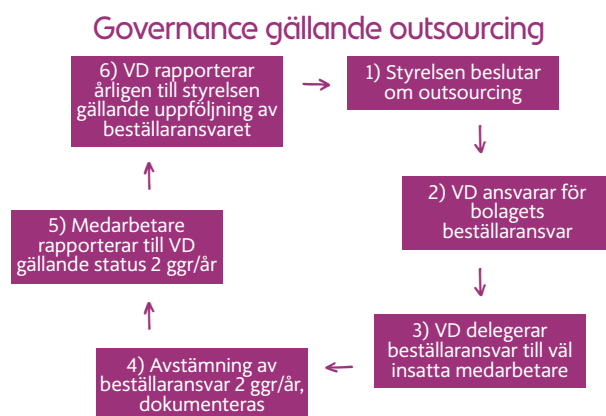 Governance gällande outsourcing
1) Styrelsen beslutar
om outsourcing
2) VD ansvarar för
bolagets
beställaransvar
3) VD delegerar
beställaransvar till väl
insatta medarbetare
4) Avstämning av
beställaransvar 2 ggr/år,
dokumenteras
5) Medarbetare
rapporterar till VD
gällande status 2 ggr/år
6) VD rapporterar
årligen till styrelsen
gällande uppföljning av
beställaransvaret